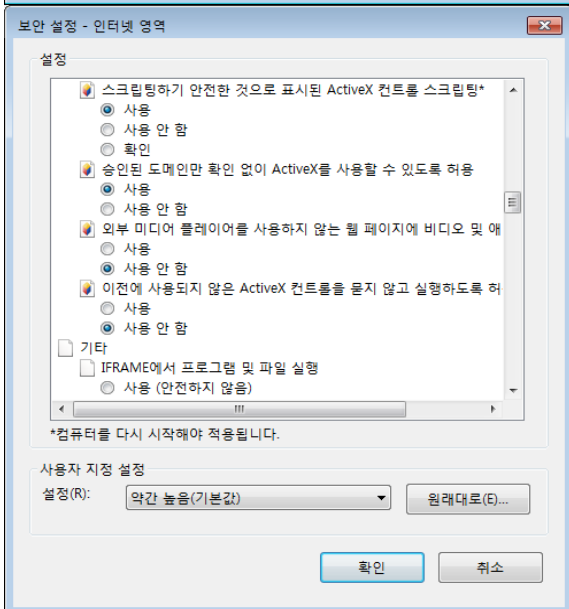 보안 설정 - 인터넷 영역
설정
스크립팅하기 안전한 것으로 표시된 ActiveX 컨트롤 스크립팅*
사용
사용 안 함
확인
승인된 도메인만 확인 없이 ActiveX를 사용할 수 있도록 허용
사용
사용 안 함
외부 미디어 플레이어를 사용하지 않는 웹 페이지에 비디오 및 애
사용
사용 안 함
이전에 사용되지 않은 ActiveX 컨트롤을 묻지 않고 실행하도록 허
사용
사용 안 함
기타
IFRAME에서 프로그램 및 파일 실행
사용 (안전하지 않음)
*컴퓨터를 다시 시작해야 적용됩니다.
사용자 지정 설정
설정(R): 약간 높음(기본값) 원래대로(E)...
확인 취소